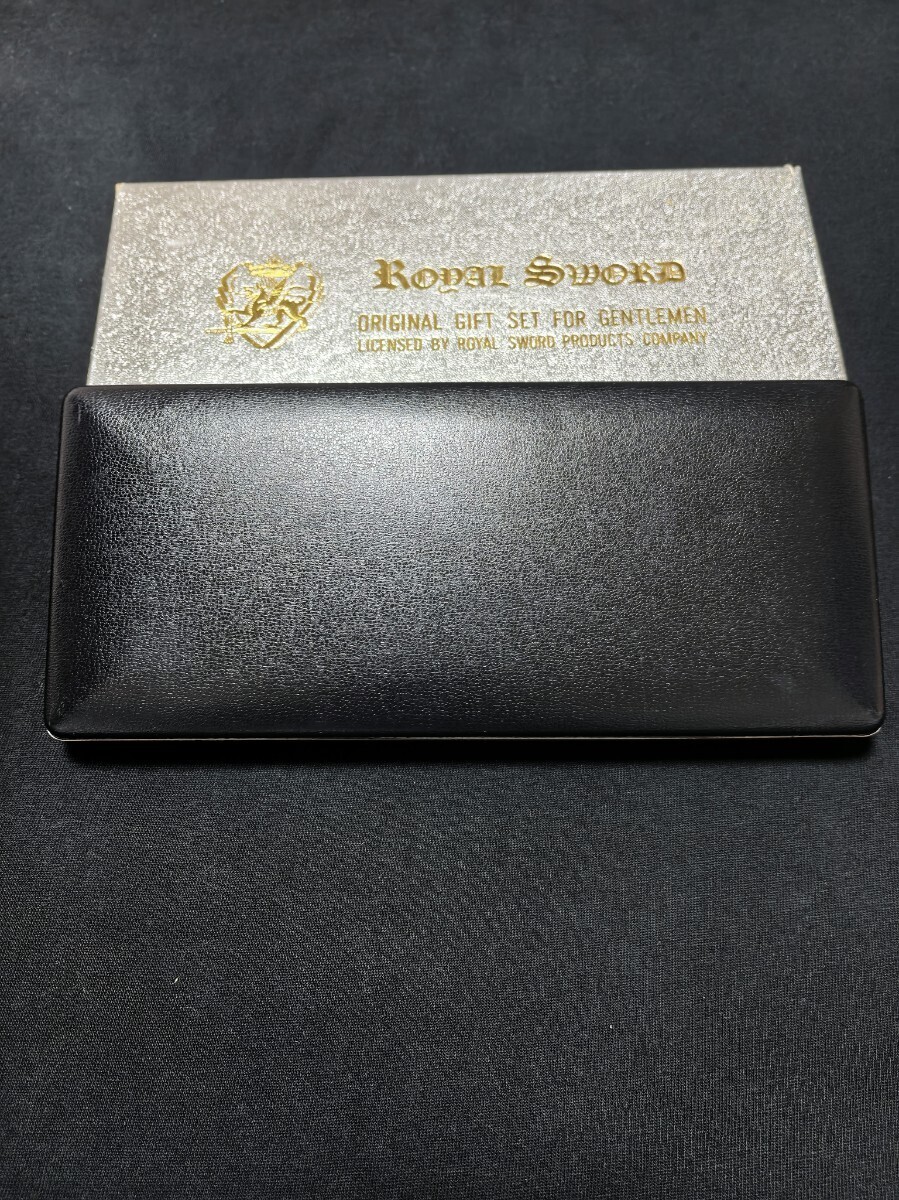 ROYAL SWORD
ORIGINAL GIFT SET FOR GENTLEMEN
LICENSED BY ROYAL SWORD PRODUCTS COMPANY